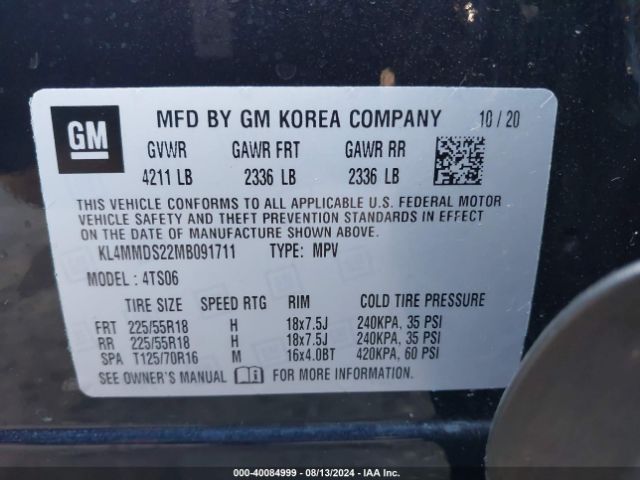 GM
MFD BY GM KOREA COMPANY 10 / 20
GVWR GAWR FRT GAWR RR
4211 LB 2336 LB 2336 LB
THIS VEHICLE CONFORMS TO ALL APPLICABLE U.S. FEDERAL MOTOR
VEHICLE SAFETY AND THEFT PREVENTION STANDARDS IN EFFECT
ON THE DATE OF MANUFACTURE SHOWN ABOVE.
KL4MMDS22MB091711 TYPE: MPV
MODEL : 4TS06
TIRE SIZE SPEED RTG RIM COLD TIRE PRESSURE
FRT 225/55R18 H 18x7.5J 240KPA, 35 PSI
RR 225/55R18 H 18x7.5J 240KPA, 35 PSI
SPA T125/70R16 M 16x4.0BT 420KPA, 60 PSI
SEE OWNER'S MANUAL FOR MORE INFORMATION.
© - 40084999 - 08/13/2024 - IAA Inc.